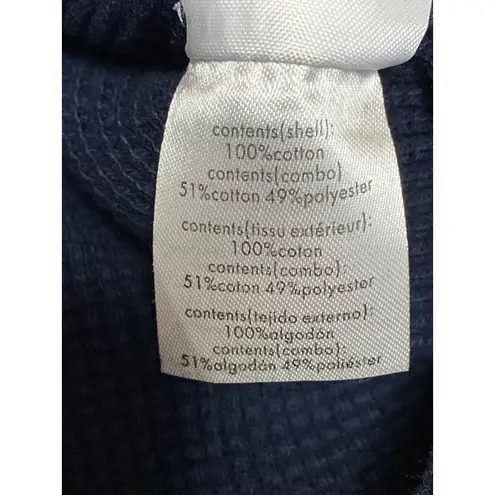 contents(shell):
100%cotton
contents(combo)
51%cotton 49%polyester
contents(tissu extérieur):
100%coton
contents(combo):
51%coton 49%polyester
contents(tejido externo):
100%algodón
contents(combo):
51%algodón 49%poliéster